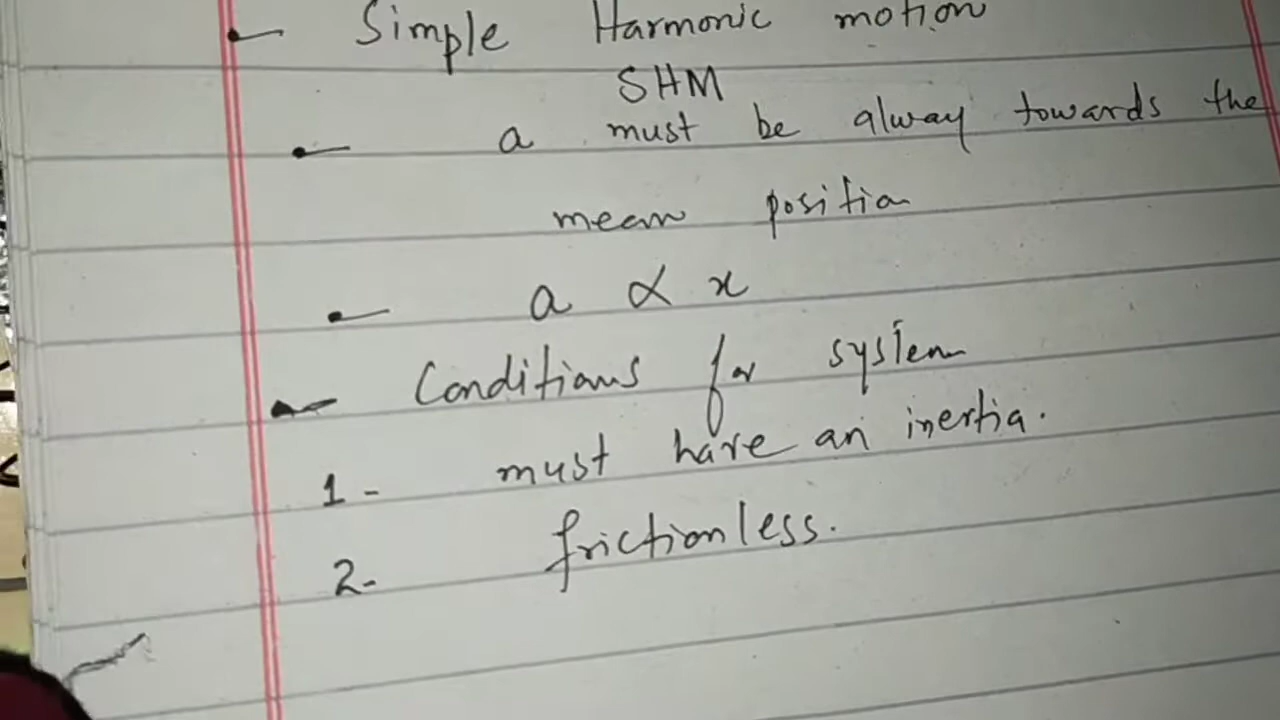 Simple Harmonic motion
SHM
a must be alway towards the
mean position
a ∝ x
Conditions for system
1- must have an inertia.
2- frictionless.